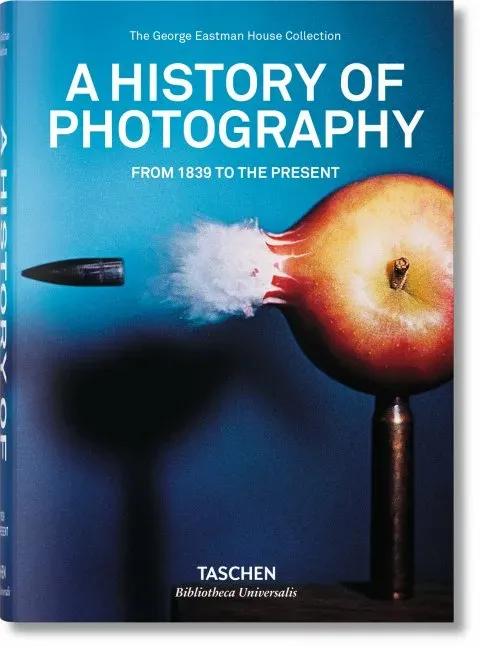 The George Eastman House Collection
A HISTORY OF
PHOTOGRAPHY
FROM 1839 TO THE PRESENT
A HISTORY OF
TASCHEN
Bibliotheca Universalis